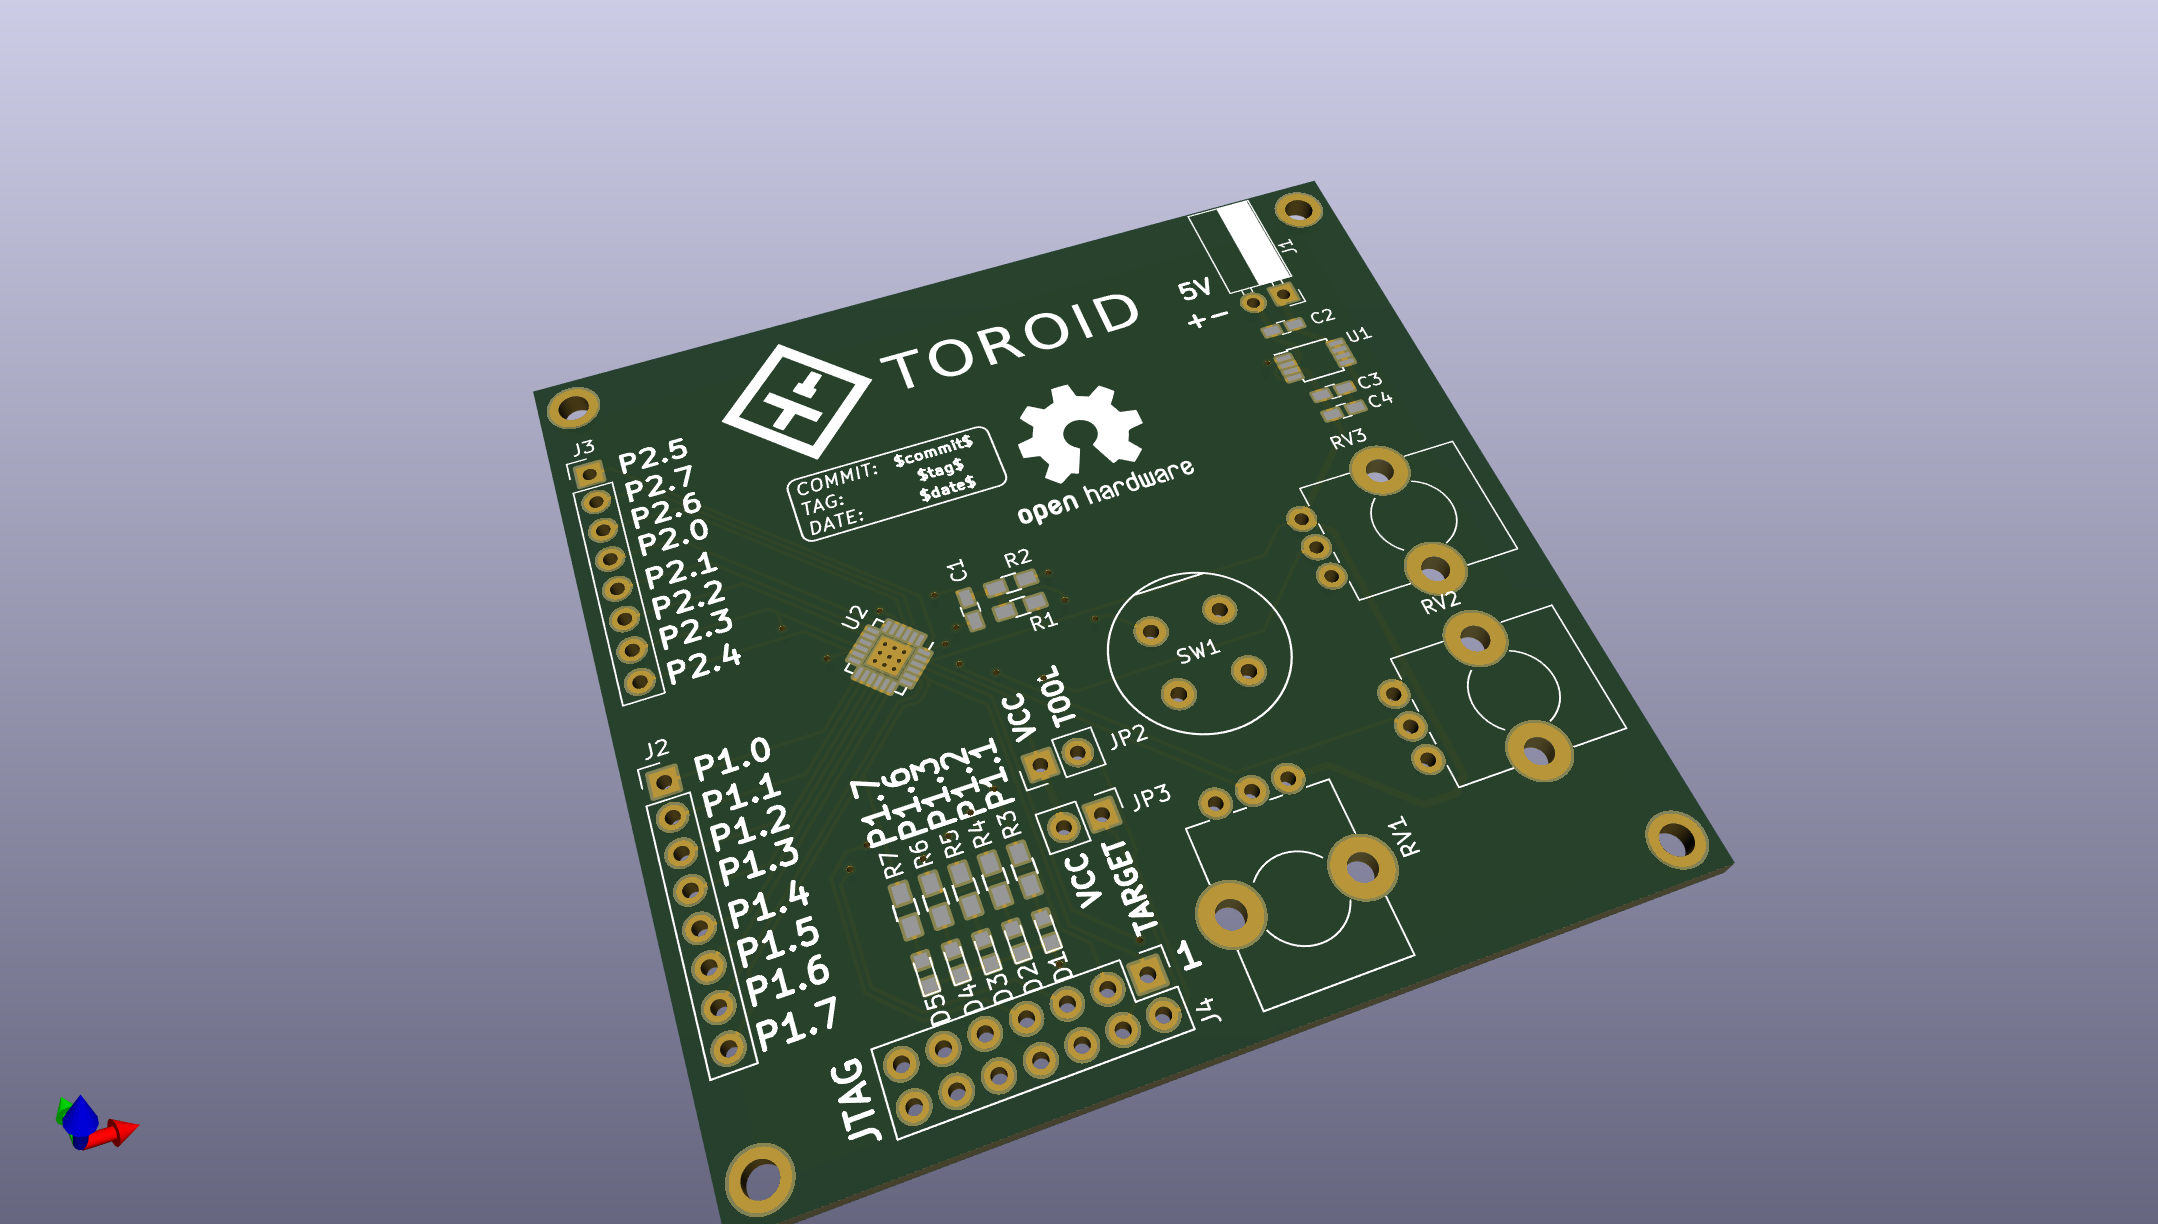 TOROID
J1
5V
+-
C2
U1
C3
C4
COMMIT: $commit$
TAG: $tag$
DATE: $date$
open hardware
RV3
J3
P2.5
P2.7
P2.6
P2.0
P2.1
P2.2
P2.3
P2.4
C1
R2
R1
U2
SW1
RV2
VCC
TOOL
JP2
JP3
VCC
TARGET
RV1
J2
P1.0
P1.1
P1.2
P1.3
P1.4
P1.5
P1.6
P1.7
P1.7
P1.6
P1.3
P1.2
P1.1
R7
R6
R5
R4
R3
D5
D4
D3
D2
D1
1
J4
JTAG